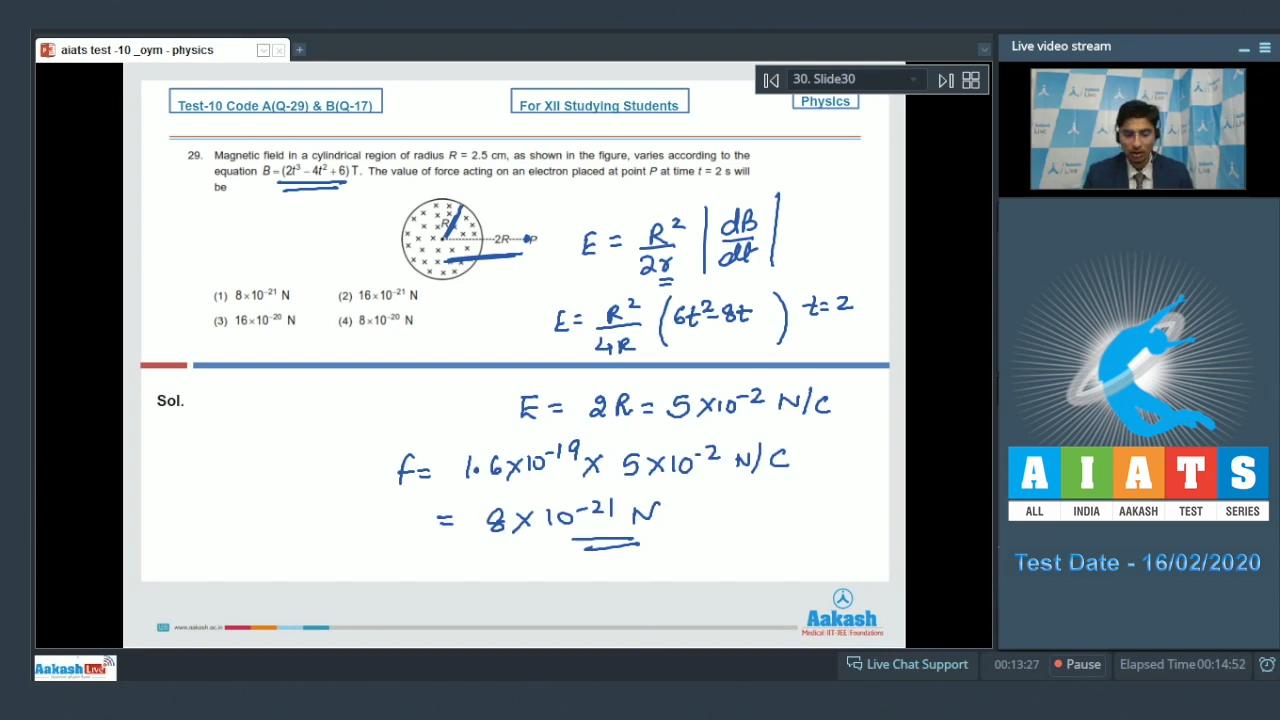 aiats test -10 _oym - physics
Live video stream
30. Slide30
Test-10 Code A(Q-29) & B(Q-17)
For XII Studying Students
Physics
29. Magnetic field in a cylindrical region of radius R = 2.5 cm, as shown in the figure, varies according to the
equation B = (2t³ – 4t² + 6) T. The value of force acting on an electron placed at point P at time t = 2 s will
be
R
2R
P
E = R²/2r |dB/dt|
(1) 8×10⁻²¹ N
(2) 16×10⁻²¹ N
(3) 16×10⁻²⁰ N
(4) 8×10⁻²⁰ N
E = R²/4R (6t² – 8t) t = 2
Sol.
E = 2R = 5×10⁻² N/C
f = 1.6×10⁻¹⁹ × 5×10⁻² N/C
= 8×10⁻²¹ N
A I A T S
ALL INDIA AAKASH TEST SERIES
Test Date - 16/02/2020
www.aakash.ac.in
Aakash
Medical | IIT-JEE | Foundations
Aakash Live
Live Chat Support
00:13:27
Pause
Elapsed Time 00:14:52